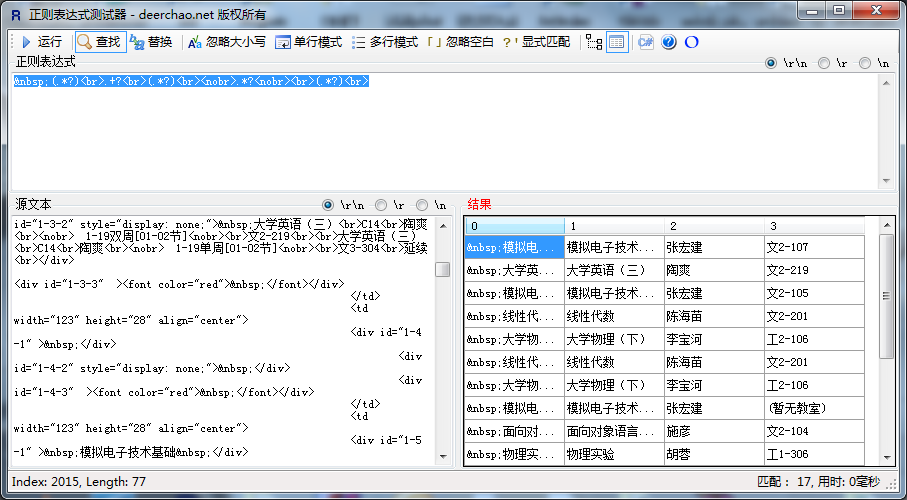 正则表达式测试器 - deerchao.net 版权所有
运行 查找 替换 忽略大小写 单行模式 多行模式 「」忽略空白 ?' 显式匹配 C#
正则表达式 \r\n \r \n
&nbsp;(.*?)<br>.+?<br>(.*?)<br><nobr>.*?<nobr><br>(.*?)<br>
源文本 \r\n \r \n
id="1-3-2" style="display: none;">&nbsp;大学英语（三）<br>C14<br>陶爽
<br><nobr>  1-19双周[01-02节]<nobr><br>文2-219<br><br>大学英语（三）
<br>C14<br>陶爽<br><nobr>  1-19单周[01-02节]<nobr><br>文3-304<br>延续
<br></div>
<div id="1-3-3"  ><font color="red">&nbsp;</font></div>
</td>
<td
width="123" height="28" align="center">
<div id="1-4
-1" >&nbsp;</div>
<div
id="1-4-2" style="display: none;">&nbsp;</div>
<div
id="1-4-3"  ><font color="red">&nbsp;</font></div>
</td>
<td
width="123" height="28" align="center">
<div id="1-5
-1" >&nbsp;模拟电子技术基础&nbsp;</div>
结果
0 1 2 3
&nbsp;模拟电... 模拟电子技术... 张宏建 文2-107
&nbsp;大学英... 大学英语（三） 陶爽 文2-219
&nbsp;模拟电... 模拟电子技术... 张宏建 文2-105
&nbsp;线性代... 线性代数 陈海苗 文2-201
&nbsp;大学物... 大学物理（下） 李宝河 工2-106
&nbsp;线性代... 线性代数 陈海苗 文2-201
&nbsp;大学物... 大学物理（下） 李宝河 工2-106
&nbsp;模拟电... 模拟电子技术... 张宏建 (暂无教室)
&nbsp;面向对... 面向对象语言... 施彦 文2-104
&nbsp;物理实... 物理实验 胡蓉 工1-306
Index: 2015, Length: 77
匹配： 17, 用时: 0毫秒